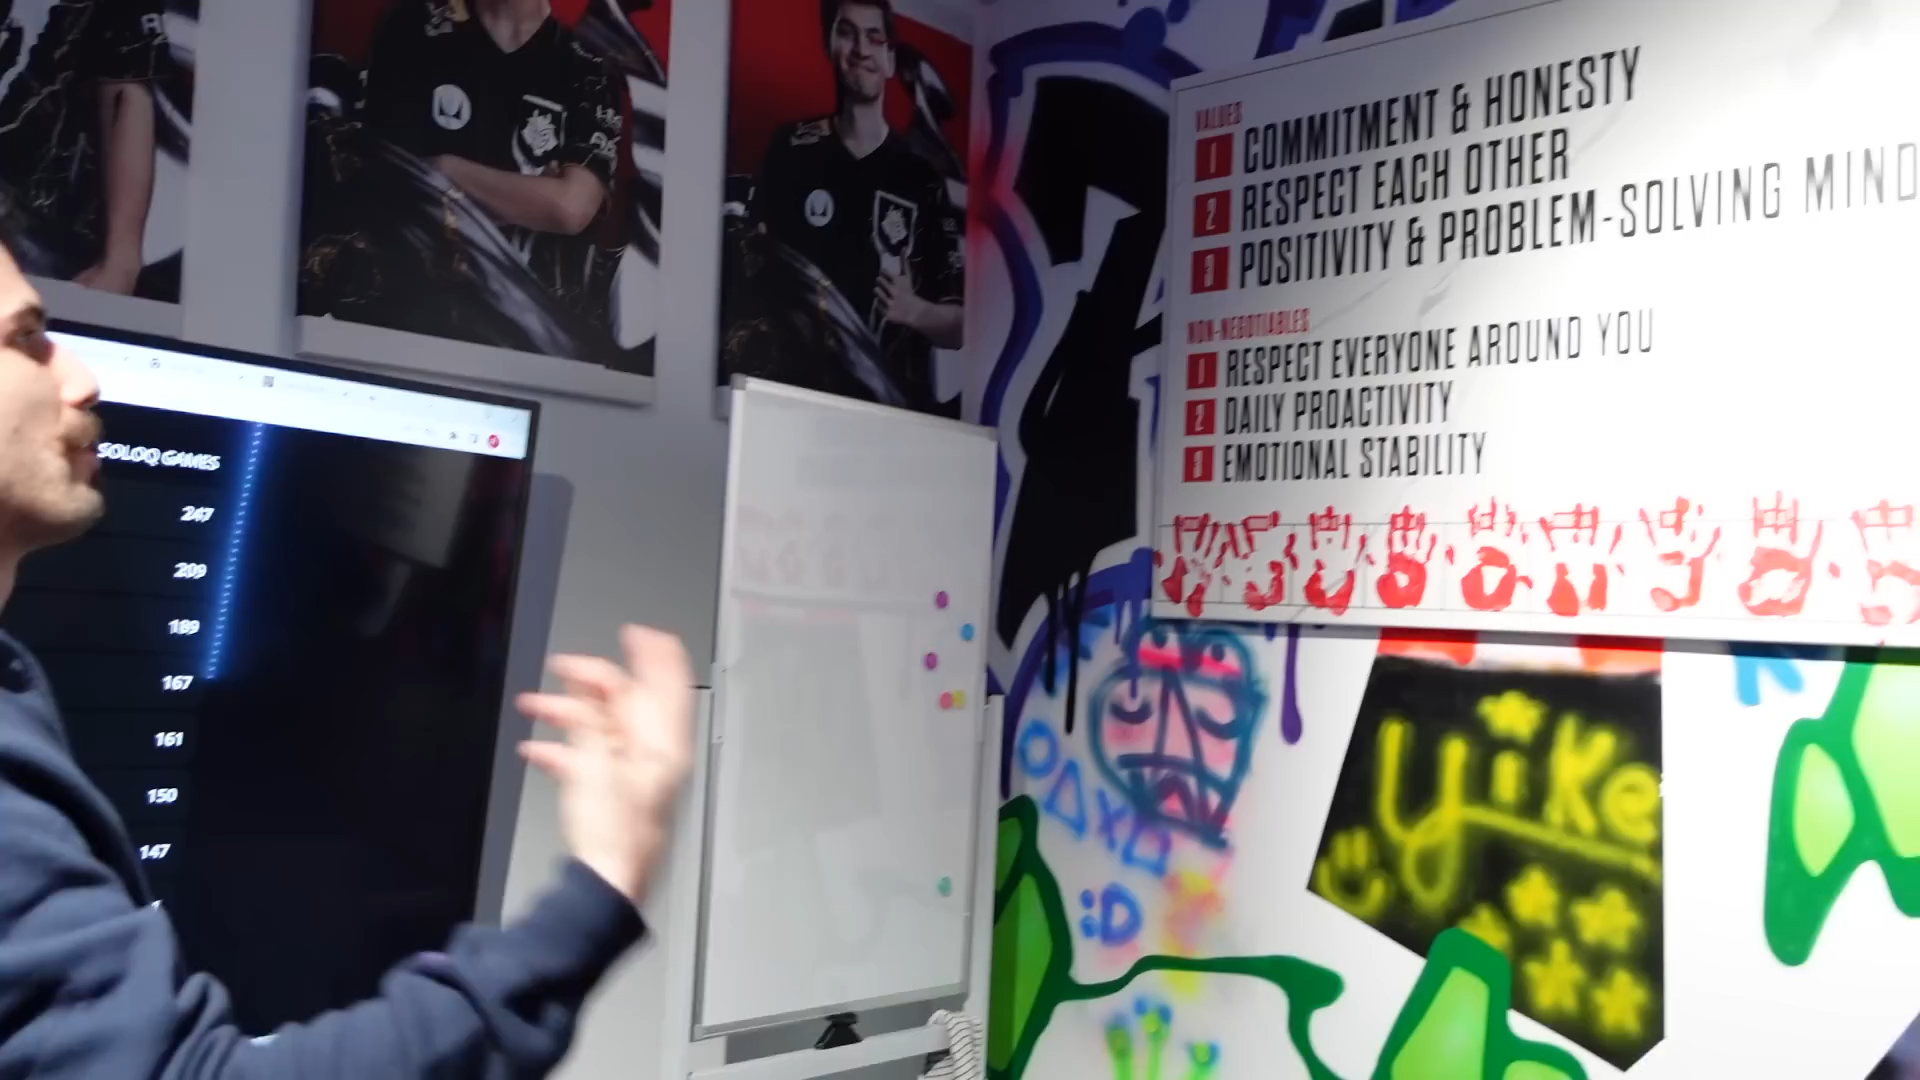 VALUES
1 COMMITMENT & HONESTY
2 RESPECT EACH OTHER
3 POSITIVITY & PROBLEM-SOLVING MIND
NON-NEGOTIABLES
1 RESPECT EVERYONE AROUND YOU
2 DAILY PROACTIVITY
3 EMOTIONAL STABILITY
SOLOQ GAMES
247
209
189
167
161
150
147
yike
:D